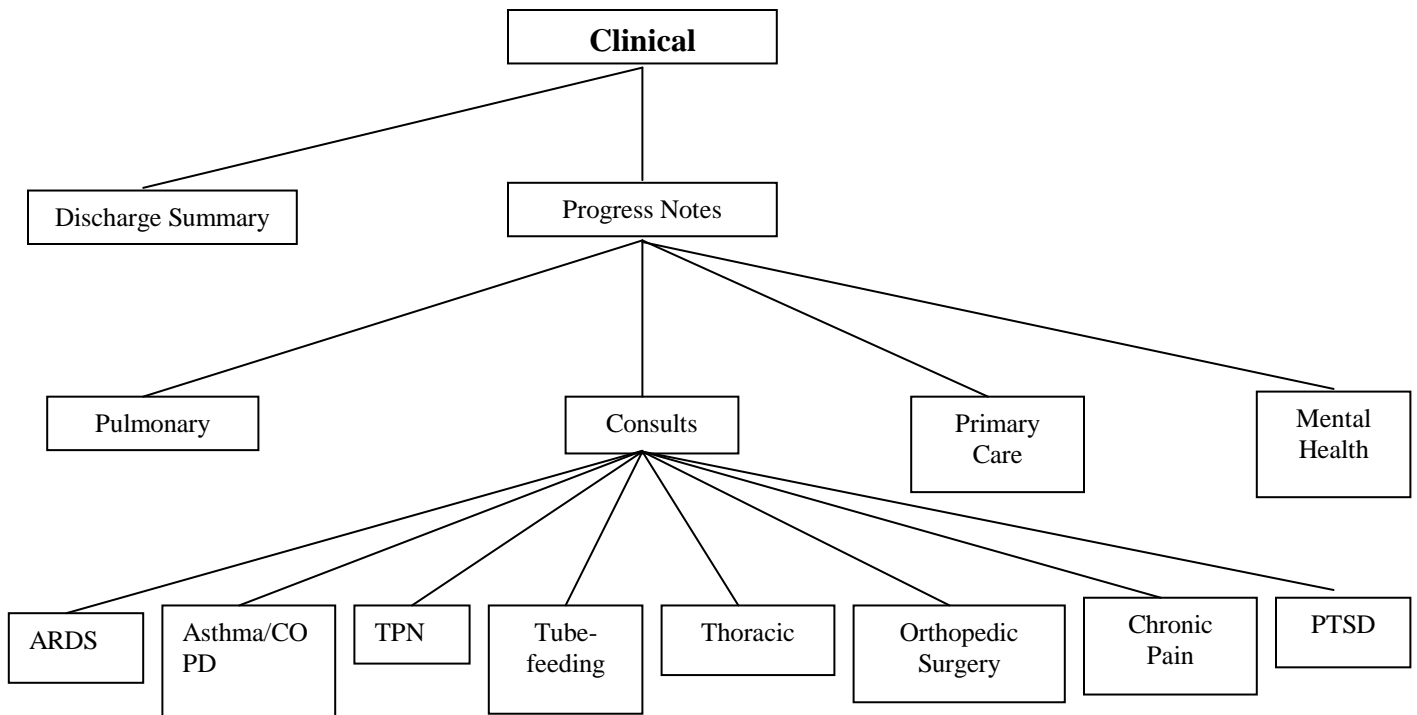 Clinical
Discharge Summary
Progress Notes
Pulmonary
Consults
Primary
Care
Mental
Health
ARDS
Asthma/CO
PD
TPN
Tube-
feeding
Thoracic
Orthopedic
Surgery
Chronic
Pain
PTSD